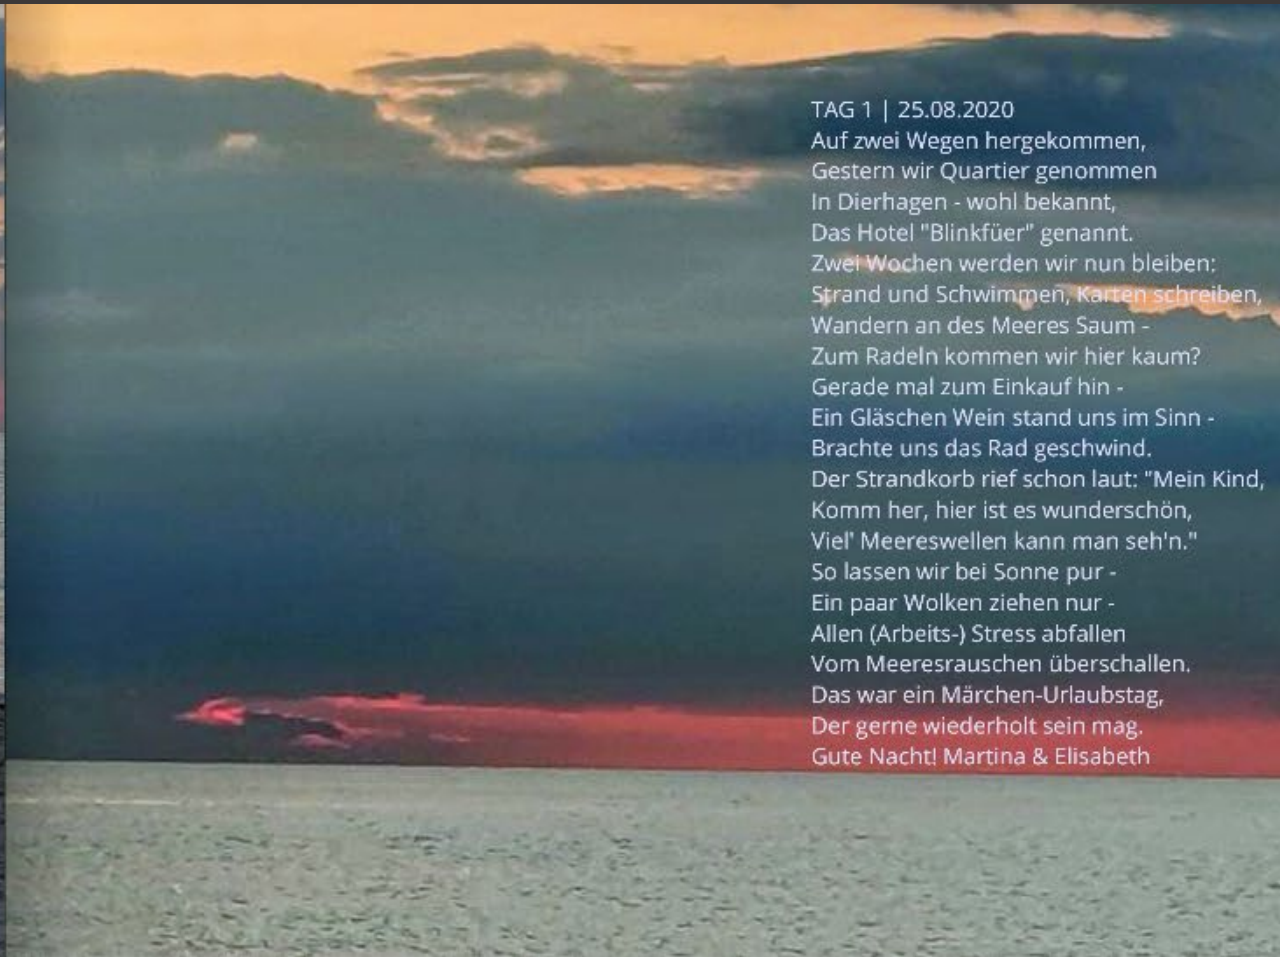 TAG 1 | 25.08.2020
Auf zwei Wegen hergekommen,
Gestern wir Quartier genommen
In Dierhagen - wohl bekannt,
Das Hotel "Blinkfüer" genannt.
Zwei Wochen werden wir nun bleiben:
Strand und Schwimmen, Karten schreiben,
Wandern an des Meeres Saum -
Zum Radeln kommen wir hier kaum?
Gerade mal zum Einkauf hin -
Ein Gläschen Wein stand uns im Sinn -
Brachte uns das Rad geschwind.
Der Strandkorb rief schon laut: "Mein Kind,
Komm her, hier ist es wunderschön,
Viel' Meereswellen kann man seh'n."
So lassen wir bei Sonne pur -
Ein paar Wolken ziehen nur -
Allen (Arbeits-) Stress abfallen
Vom Meeresrauschen überschallen.
Das war ein Märchen-Urlaubstag,
Der gerne wiederholt sein mag.
Gute Nacht! Martina & Elisabeth